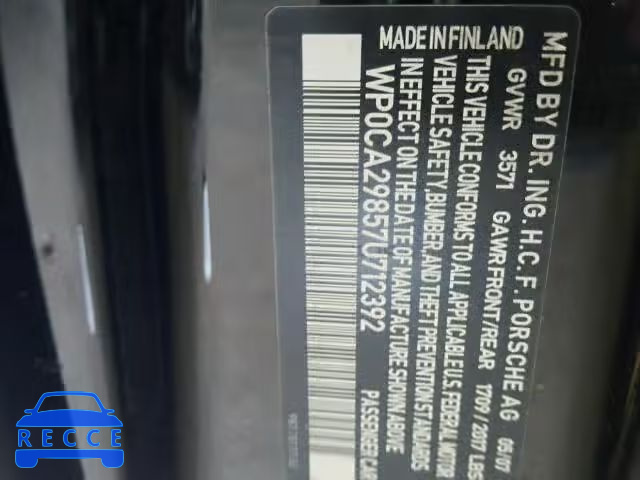 MFD BY DR. ING. H.C. F. PORSCHE AG 05/07
GVWR 3571 GAWR FRONT/REAR 1709 / 2007 LBS
THIS VEHICLE CONFORMS TO ALL APPLICABLE U.S. FEDERAL MOTOR
VEHICLE SAFETY, BUMBER, AND THEFT PREVENTION STANDARDS
IN EFFECT ON THE DATE OF MANUFACTURE SHOWN ABOVE
WP0CA29857U712392 PASSENGER CAR
MADE IN FINLAND
RECCE